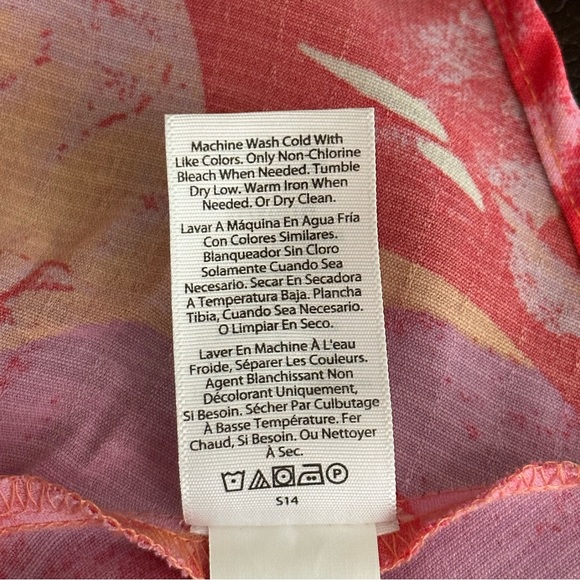 Machine Wash Cold With
Like Colors. Only Non-Chlorine
Bleach When Needed. Tumble
Dry Low. Warm Iron When
Needed. Or Dry Clean.
Lavar A Máquina En Agua Fría
Con Colores Similares.
Blanqueador Sin Cloro
Solamente Cuando Sea
Necesario. Secar En Secadora
A Temperatura Baja. Plancha
Tibia, Cuando Sea Necesario.
O Limpiar En Seco.
Laver En Machine À L'eau
Froide, Séparer Les Couleurs.
Agent Blanchissant Non
Décolorant Uniquement,
Si Besoin. Sécher Par Culbutage
À Basse Température. Fer
Chaud, Si Besoin. Ou Nettoyer
À Sec.
P
S14